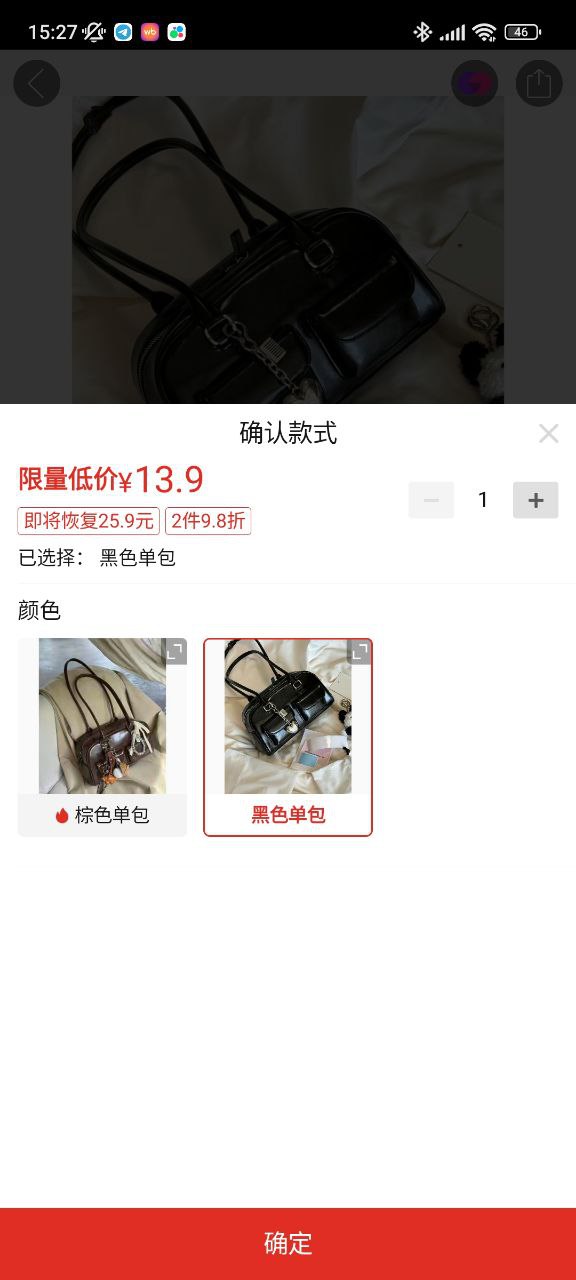 15:27
wb
46
确认款式
限量低价¥13.9
即将恢复25.9元 2件9.8折
1
已选择： 黑色单包
颜色
棕色单包 黑色单包
确定